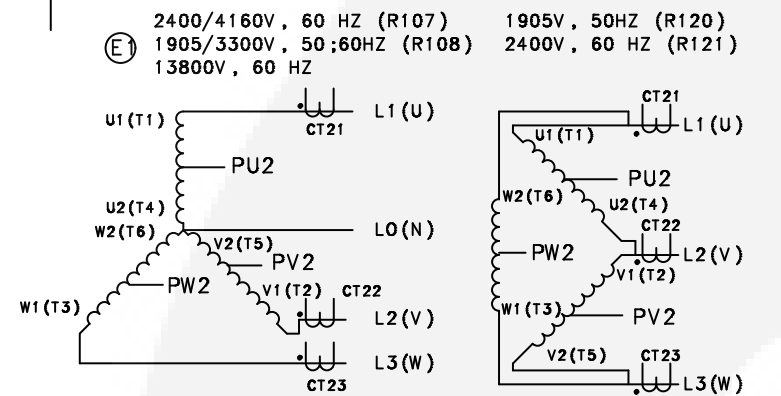 2400/4160V, 60 HZ (R107)
1905V, 50HZ (R120)
E1
1905/3300V, 50;60HZ (R108)
2400V, 60 HZ (R121)
13800V, 60 HZ
U1(T1)
CT21
L1(U)
PU2
U2(T4)
W2(T6)
L0(N)
V2(T5)
PV2
PW2
V1(T2)
CT22
W1(T3)
L2(V)
L3(W)
CT23
CT21
L1(U)
U1(T1)
PU2
W2(T6)
U2(T4)
CT22
PW2
L2(V)
V1(T2)
W1(T3)
PV2
V2(T5)
CT23
L3(W)